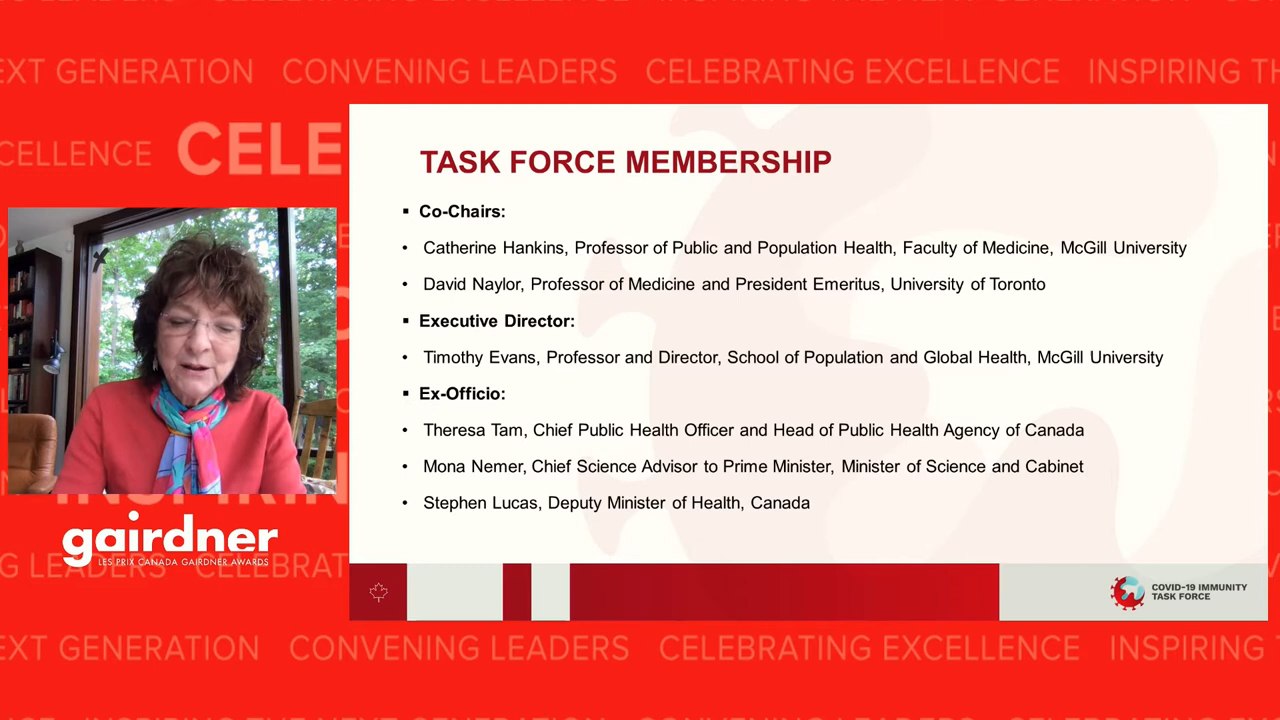 EXT GENERATION CONVENING LEADERS CELEBRATING EXCELLENCE INSPIRING TH
CELLENCE CELE
TASK FORCE MEMBERSHIP
▪ Co-Chairs:
• Catherine Hankins, Professor of Public and Population Health, Faculty of Medicine, McGill University
• David Naylor, Professor of Medicine and President Emeritus, University of Toronto
▪ Executive Director:
• Timothy Evans, Professor and Director, School of Population and Global Health, McGill University
▪ Ex-Officio:
• Theresa Tam, Chief Public Health Officer and Head of Public Health Agency of Canada
• Mona Nemer, Chief Science Advisor to Prime Minister, Minister of Science and Cabinet
• Stephen Lucas, Deputy Minister of Health, Canada
gairdner
LES PRIX CANADA GAIRDNER AWARDS
G LEADERS CELEBRAT
COVID-19 IMMUNITY
TASK FORCE
EXT GENERATION CONVENING LEADERS CELEBRATING EXCELLENCE INSPIRING